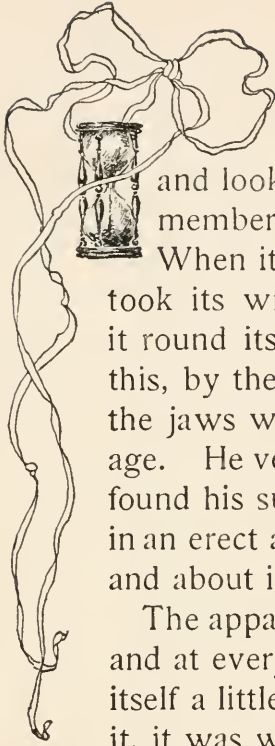 and look
member
When it
took its w
it round its
this, by the
the jaws w
age. He ve
found his su
in an erect a
and about i
The appa
and at ever
itself a little
it, it was w